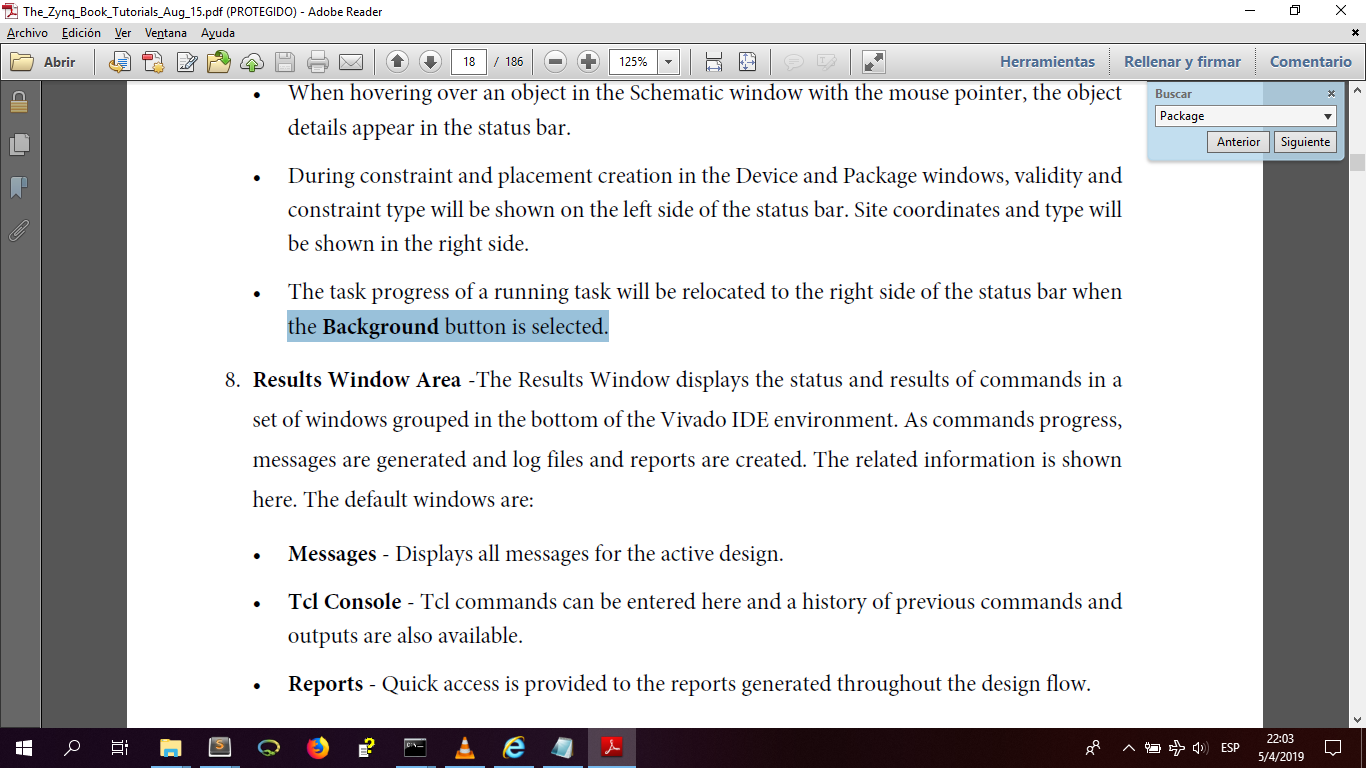 The_Zynq_Book_Tutorials_Aug_15.pdf (PROTEGIDO) - Adobe Reader
Archivo Edición Ver Ventana Ayuda
Abrir 18 / 186 125% Herramientas Rellenar y firmar Comentario
Buscar
Package
Anterior Siguiente
• When hovering over an object in the Schematic window with the mouse pointer, the object
details appear in the status bar.
• During constraint and placement creation in the Device and Package windows, validity and
constraint type will be shown on the left side of the status bar. Site coordinates and type will
be shown in the right side.
• The task progress of a running task will be relocated to the right side of the status bar when
the Background button is selected.
8. Results Window Area -The Results Window displays the status and results of commands in a
set of windows grouped in the bottom of the Vivado IDE environment. As commands progress,
messages are generated and log files and reports are created. The related information is shown
here. The default windows are:
• Messages - Displays all messages for the active design.
• Tcl Console - Tcl commands can be entered here and a history of previous commands and
outputs are also available.
• Reports - Quick access is provided to the reports generated throughout the design flow.
ESP
22:03
5/4/2019